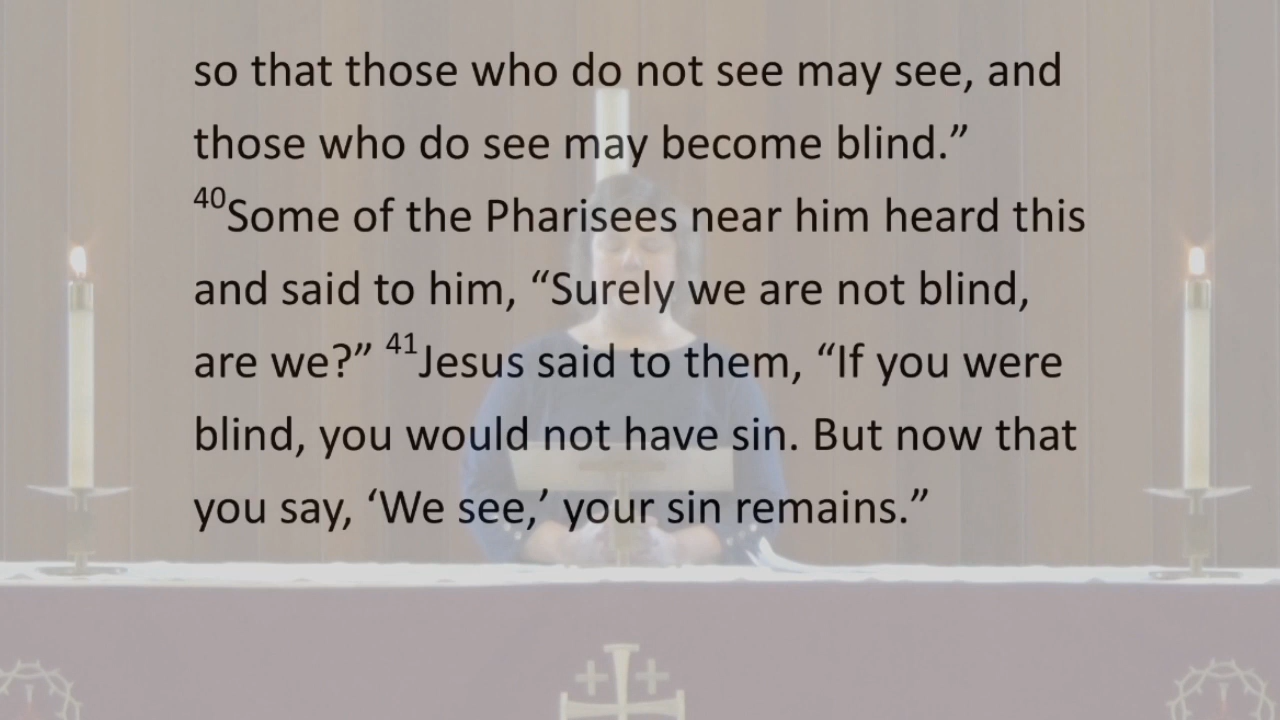 so that those who do not see may see, and
those who do see may become blind.”
40Some of the Pharisees near him heard this
and said to him, “Surely we are not blind,
are we?” 41Jesus said to them, “If you were
blind, you would not have sin. But now that
you say, ‘We see,’ your sin remains.”